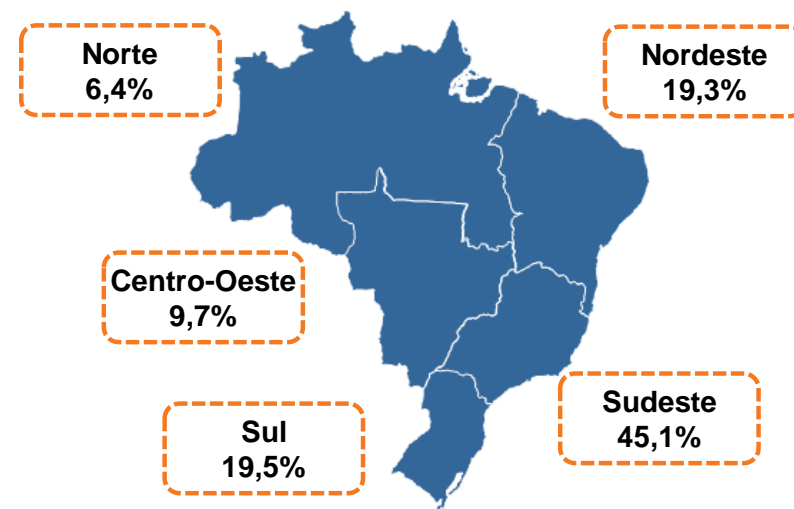 Norte
6,4%
Nordeste
19,3%
Centro-Oeste
9,7%
Sudeste
45,1%
Sul
19,5%